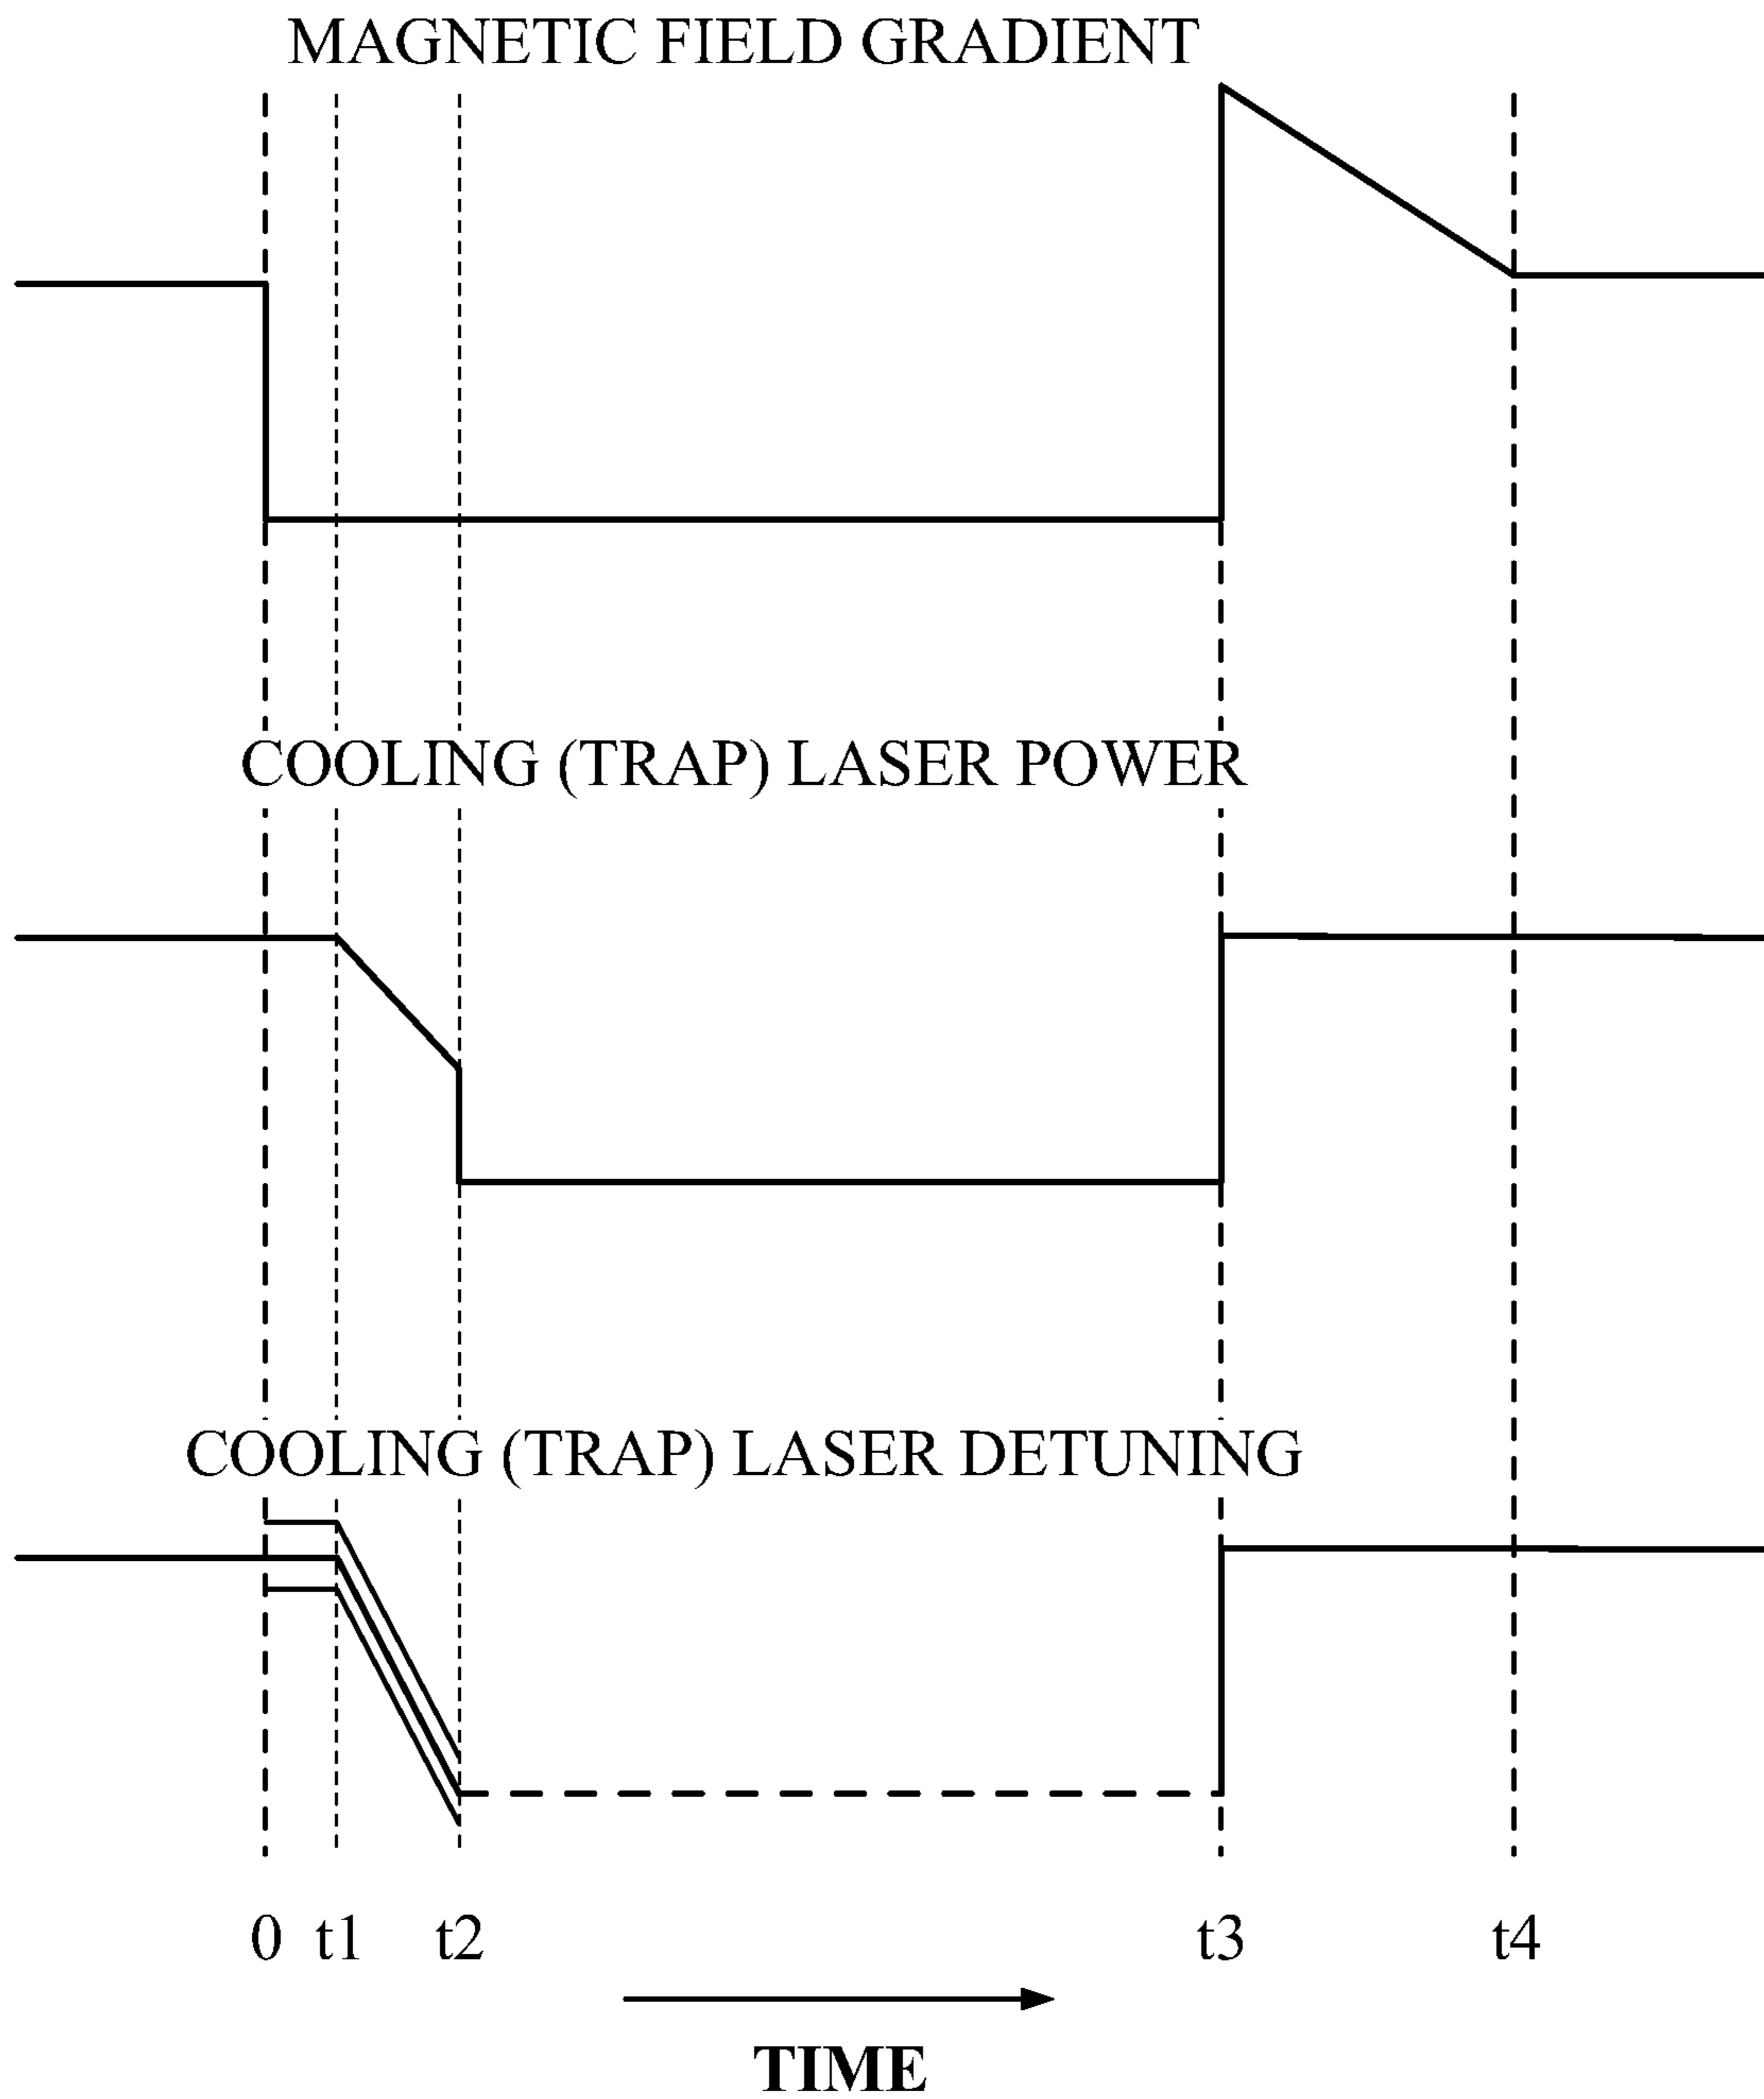 MAGNETIC FIELD GRADIENT
COOLING (TRAP) LASER POWER
COOLING (TRAP) LASER DETUNING
0 t1 t2 t3 t4
TIME